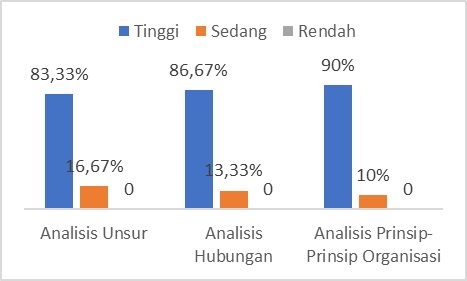 Tinggi Sedang Rendah
83,33% 86,67% 90%
16,67% 13,33% 10%
0 0 0
Analisis Unsur Analisis Hubungan Analisis Prinsip-
Prinsip Organisasi